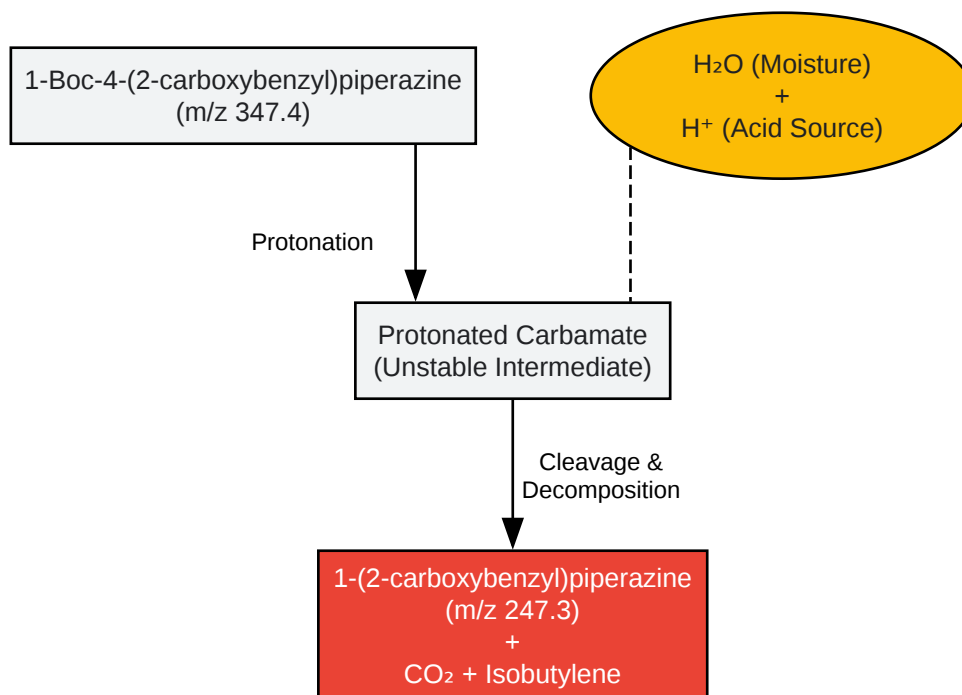 1-Boc-4-(2-carboxybenzyl)piperazine
(m/z 347.4)
H₂O (Moisture)
+
H⁺ (Acid Source)
Protonation
Protonated Carbamate
(Unstable Intermediate)
Cleavage &
Decomposition
1-(2-carboxybenzyl)piperazine
(m/z 247.3)
+
CO₂ + Isobutylene